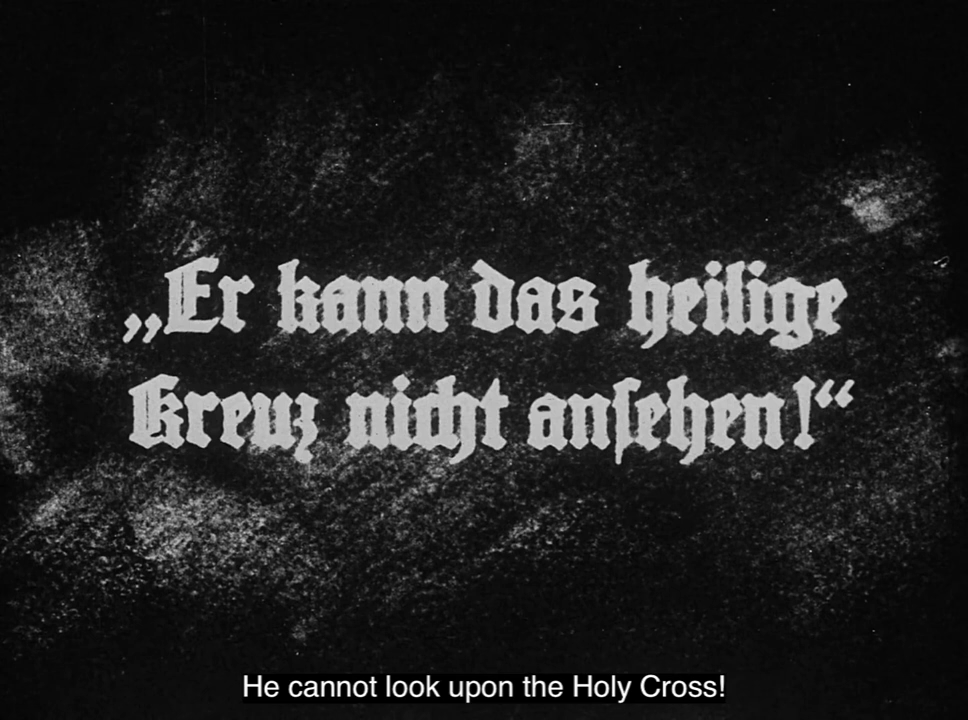 „Er kann das heilige
Kreuz nicht anſehen!“
He cannot look upon the Holy Cross!